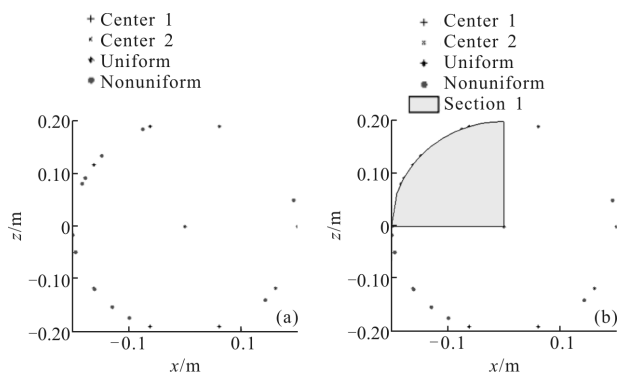 Center 1
Center 2
Uniform
Nonuniform
0.20
0.10
0
−0.10
−0.20
z/m
−0.1
0.1
x/m
(a)
Center 1
Center 2
Uniform
Nonuniform
Section 1
0.20
0.10
0
−0.10
−0.20
z/m
−0.1
0.1
x/m
(b)